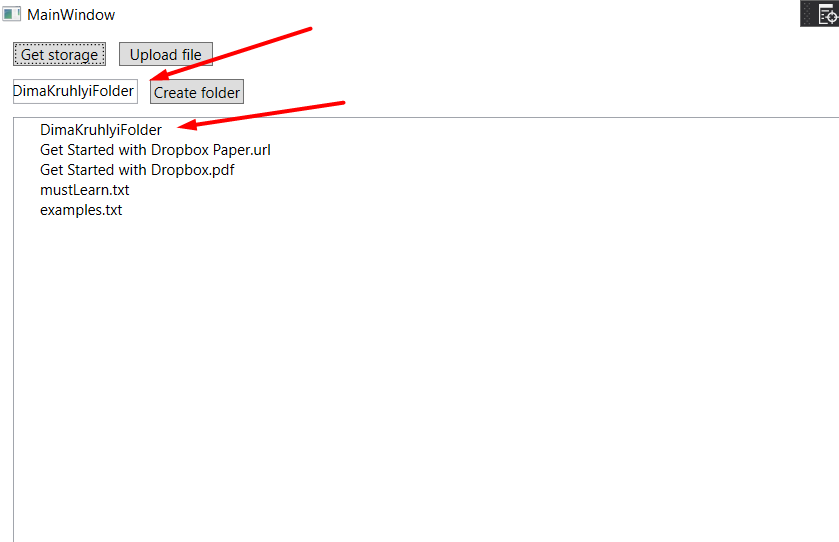 MainWindow
Get storage Upload file
DimaKruhlyiFolder Create folder
DimaKruhlyiFolder
Get Started with Dropbox Paper.url
Get Started with Dropbox.pdf
mustLearn.txt
examples.txt